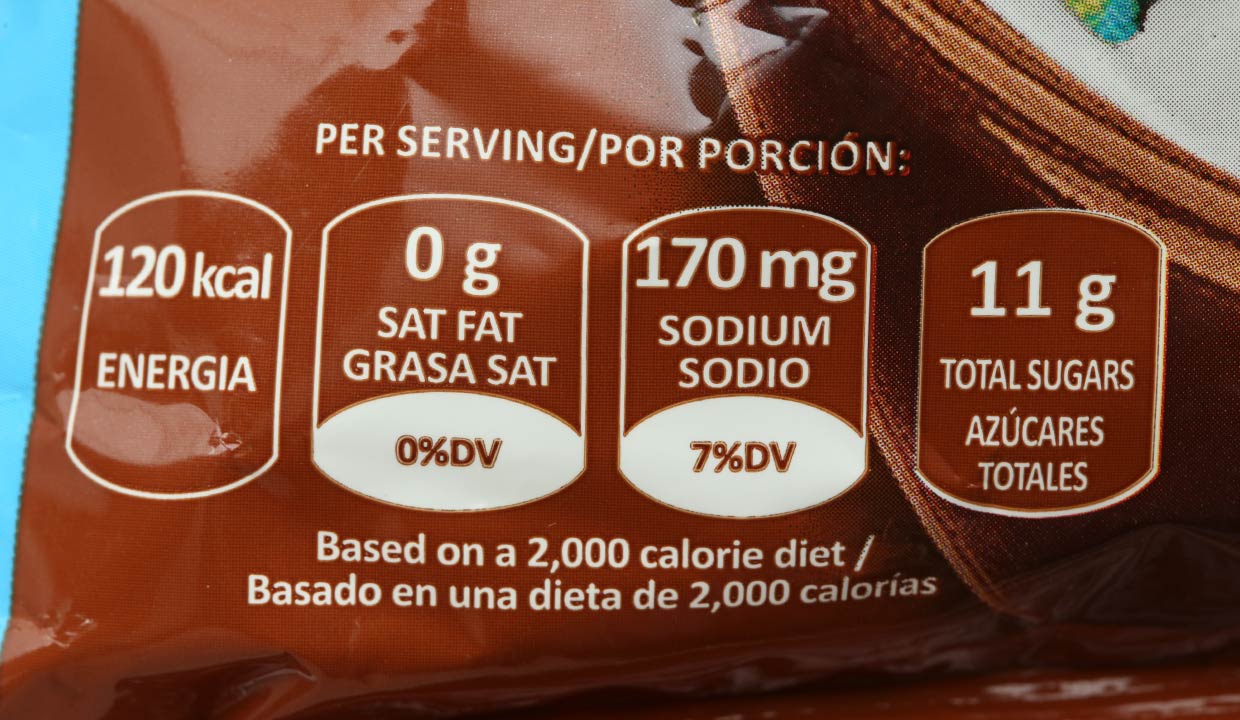 PER SERVING/POR PORCIÓN:
120 kcal
ENERGIA
0 g
SAT FAT
GRASA SAT
0%DV
170 mg
SODIUM
SODIO
7%DV
11 g
TOTAL SUGARS
AZÚCARES
TOTALES
Based on a 2,000 calorie diet /
Basado en una dieta de 2,000 calorías